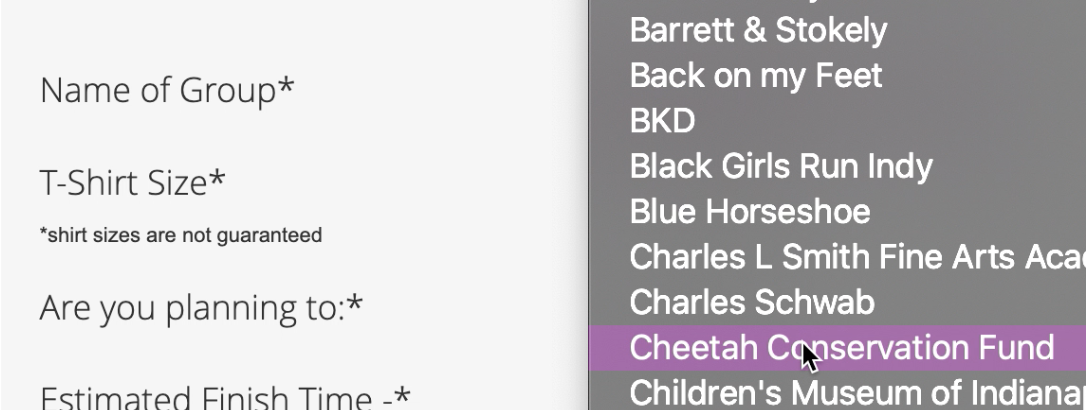 Name of Group*
T-Shirt Size*
*shirt sizes are not guaranteed
Are you planning to:*
Estimated Finish Time -*
Barrett & Stokely
Back on my Feet
BKD
Black Girls Run Indy
Blue Horseshoe
Charles L Smith Fine Arts Aca
Charles Schwab
Cheetah Conservation Fund
Children's Museum of Indiana